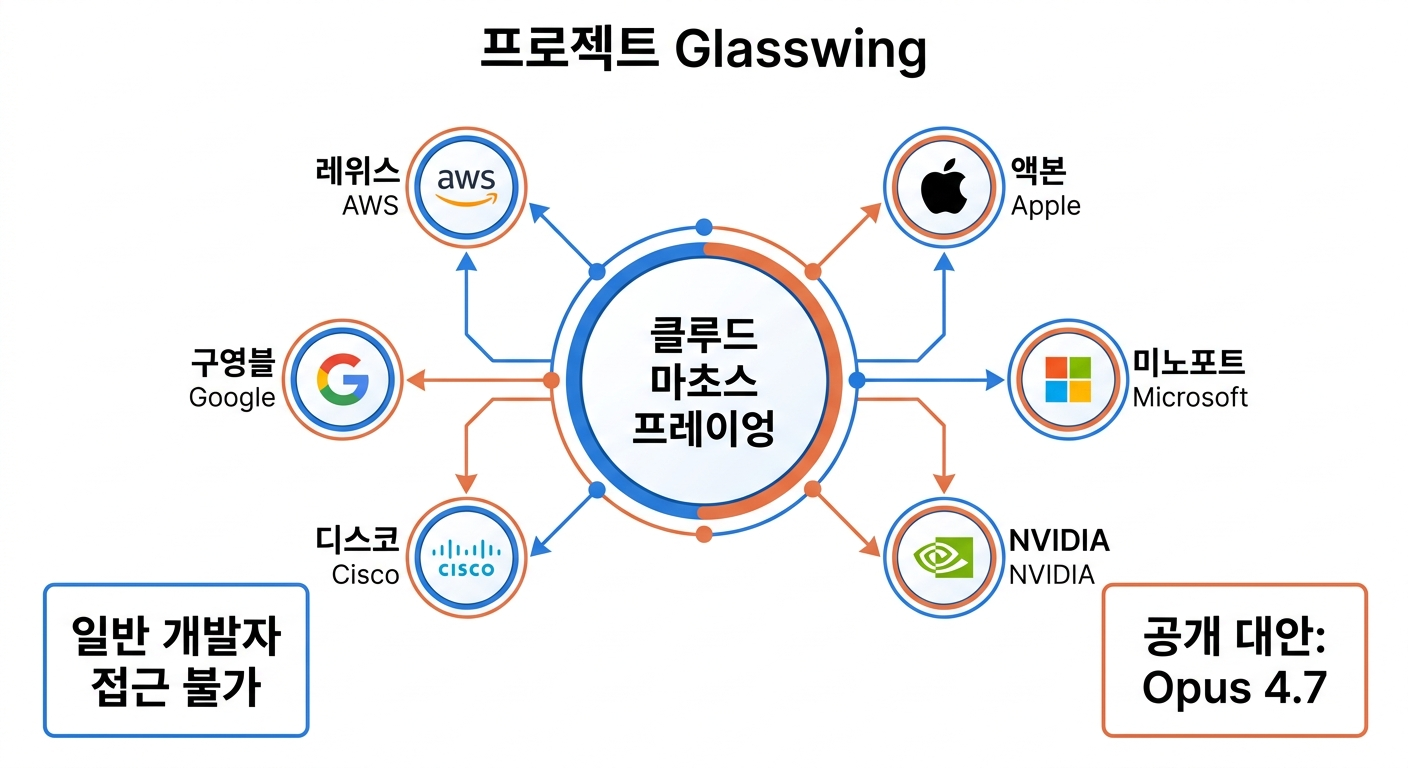 프로젝트 Glasswing
레위스
AWS
aws
액본
Apple
클루드
마초스
프레이엉
구영블
Google
미노포트
Microsoft
디스코
Cisco
CISCO
NVIDIA
NVIDIA
일반 개발자
접근 불가
공개 대안:
Opus 4.7